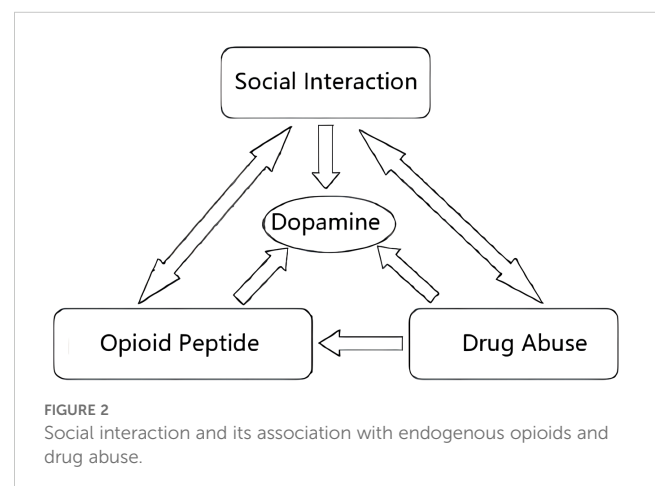 Social Interaction
Dopamine
Opioid Peptide
Drug Abuse
FIGURE 2
Social interaction and its association with endogenous opioids and
drug abuse.